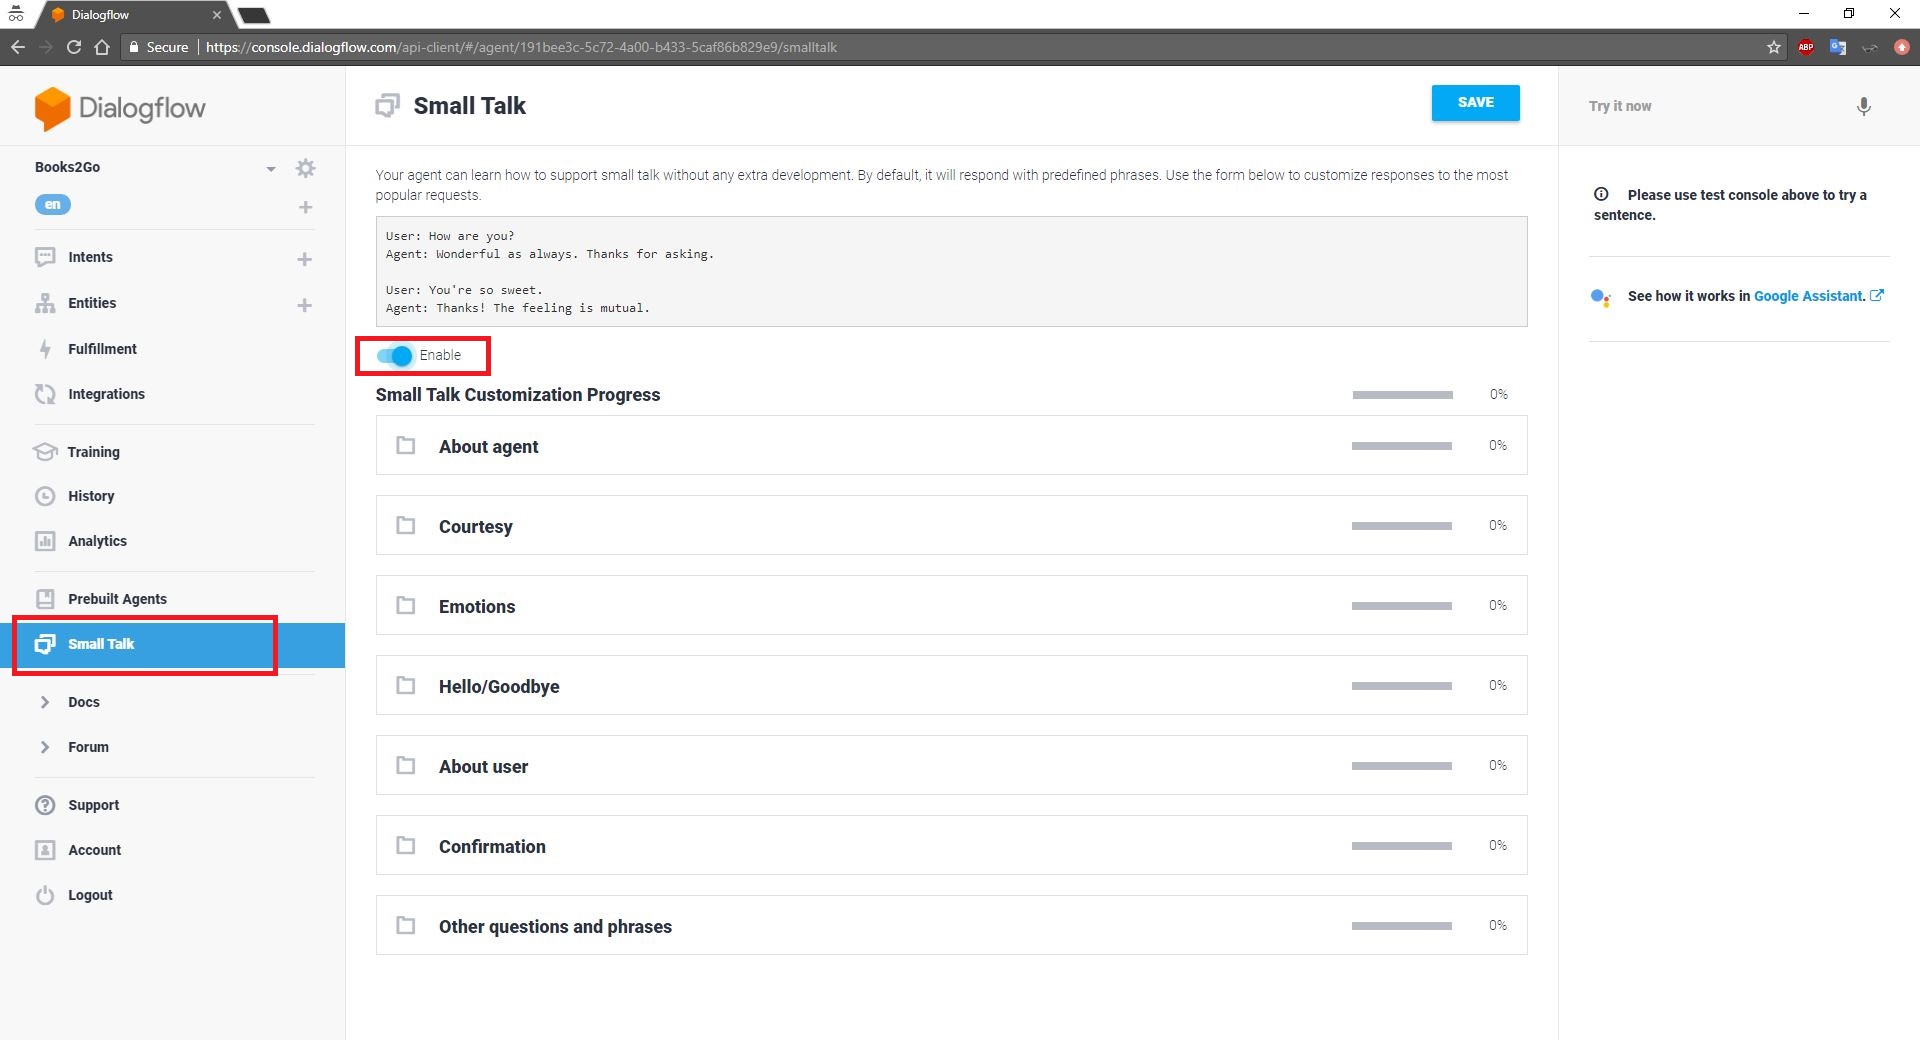 Dialogflow
Secure
https://console.dialogflow.com/api-client/#/agent/191bee3c-5c72-4a00-b433-5caf86b829e9/smalltalk
ABP
Dialogflow
Books2Go
en
Intents
Entities
Fulfillment
Integrations
Training
History
Analytics
Prebuilt Agents
Small Talk
Docs
Forum
Support
Account
Logout
Small Talk
SAVE
Your agent can learn how to support small talk without any extra development. By default, it will respond with predefined phrases. Use the form below to customize responses to the most
popular requests.
User: How are you?
Agent: Wonderful as always. Thanks for asking.
User: You're so sweet.
Agent: Thanks! The feeling is mutual.
Enable
Small Talk Customization Progress 0%
About agent 0%
Courtesy 0%
Emotions 0%
Hello/Goodbye 0%
About user 0%
Confirmation 0%
Other questions and phrases 0%
Try it now
Please use test console above to try a
sentence.
See how it works in Google Assistant.